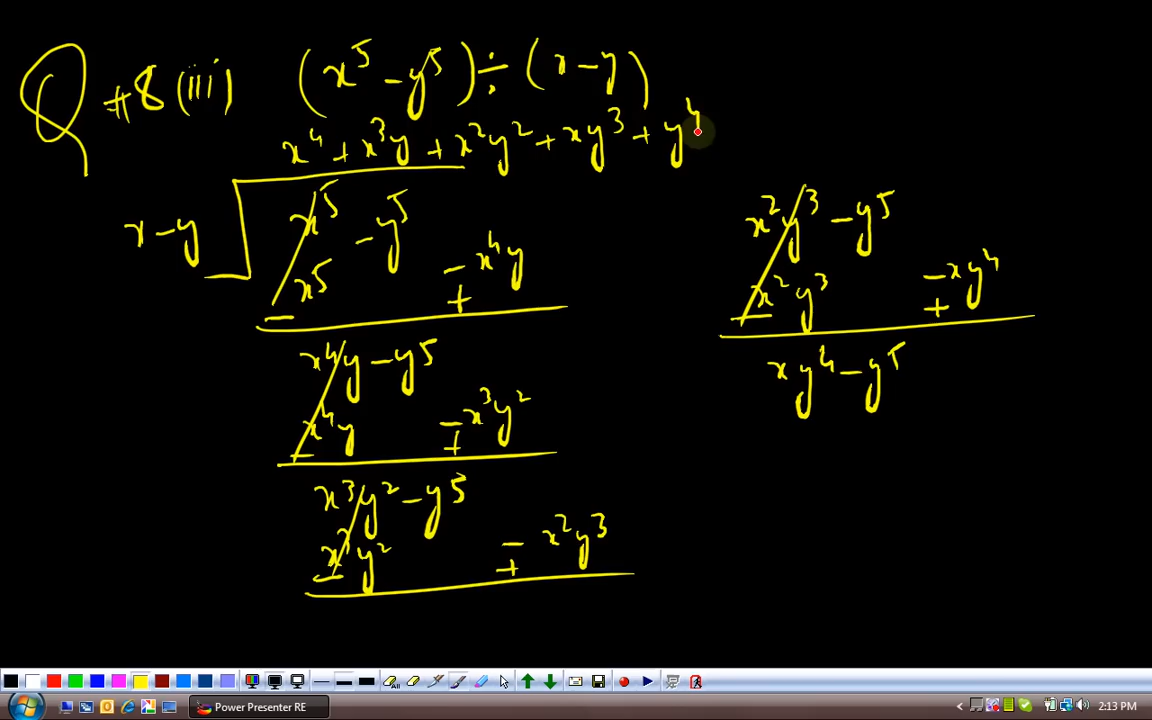 Q #8 (iii) (x⁵ - y⁵) ÷ (x - y)
x⁴ + x³y + x²y² + xy³ + y⁴
x - y x⁵ - y⁵
x⁵ - x⁴y
- +
x⁴y - y⁵
x⁴y - x³y²
- +
x³y² - y⁵
x³y² - x²y³
- +
x²y³ - y⁵
x²y³ - xy⁴
- +
xy⁴ - y⁵
Power Presenter RE
2:13 PM